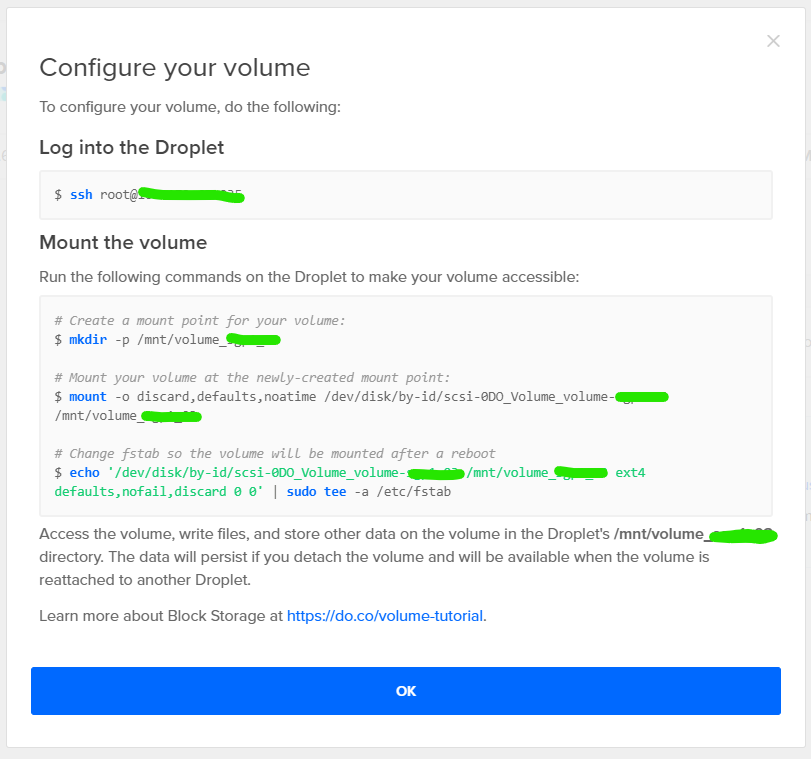 Configure your volume
To configure your volume, do the following:
Log into the Droplet
$ ssh root@
Mount the volume
Run the following commands on the Droplet to make your volume accessible:
# Create a mount point for your volume:
$ mkdir -p /mnt/volume_
# Mount your volume at the newly-created mount point:
$ mount -o discard,defaults,noatime /dev/disk/by-id/scsi-0DO_Volume_volume-
/mnt/volume_
# Change fstab so the volume will be mounted after a reboot
$ echo '/dev/disk/by-id/scsi-0DO_Volume_volume- /mnt/volume_ ext4
defaults,nofail,discard 0 0' | sudo tee -a /etc/fstab
Access the volume, write files, and store other data on the volume in the Droplet's /mnt/volume_
directory. The data will persist if you detach the volume and will be available when the volume is
reattached to another Droplet.
Learn more about Block Storage at https://do.co/volume-tutorial.
OK